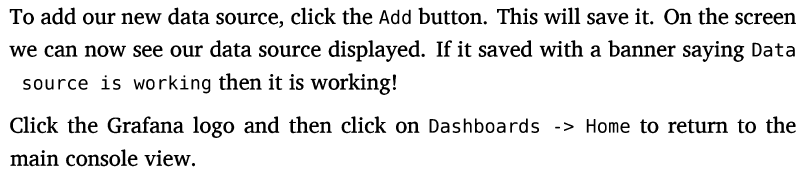 To add our new data source, click the Add button. This will save it. On the screen
we can now see our data source displayed. If it saved with a banner saying Data
source is working then it is working!
Click the Grafana logo and then click on Dashboards -> Home to return to the
main console view.